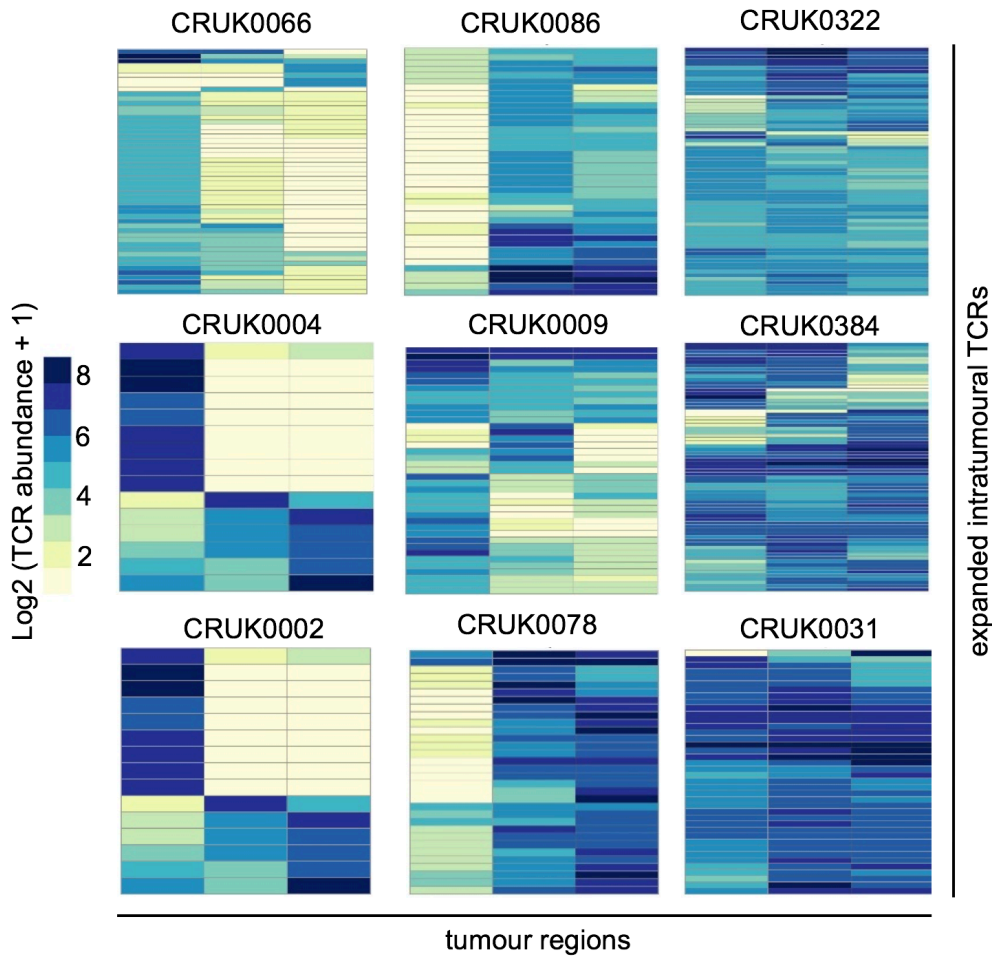 CRUK0066
CRUK0086
CRUK0322
CRUK0004
CRUK0009
CRUK0384
CRUK0002
CRUK0078
CRUK0031
Log2 (TCR abundance + 1)
8
6
4
2
expanded intratumoural TCRs
tumour regions